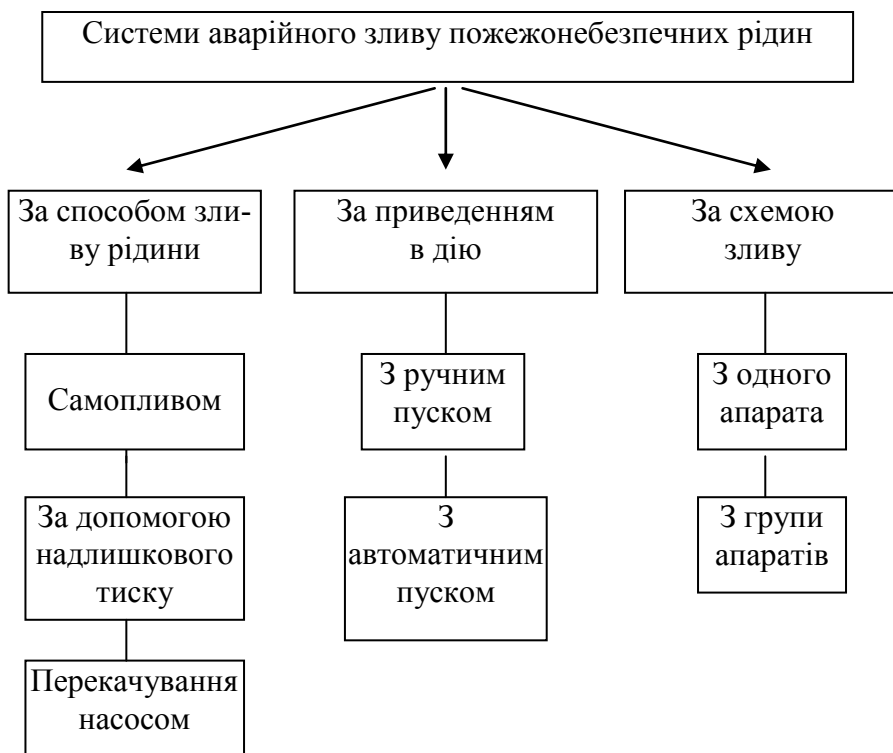 Системи аварійного зливу пожежонебезпечних рідин
За способом зли-
ву рідини
За приведенням
в дію
За схемою
зливу
Самопливом
З ручним
пуском
З одного
апарата
За допомогою
надлишкового
тиску
З
автоматичним
пуском
З групи
апаратів
Перекачування
насосом